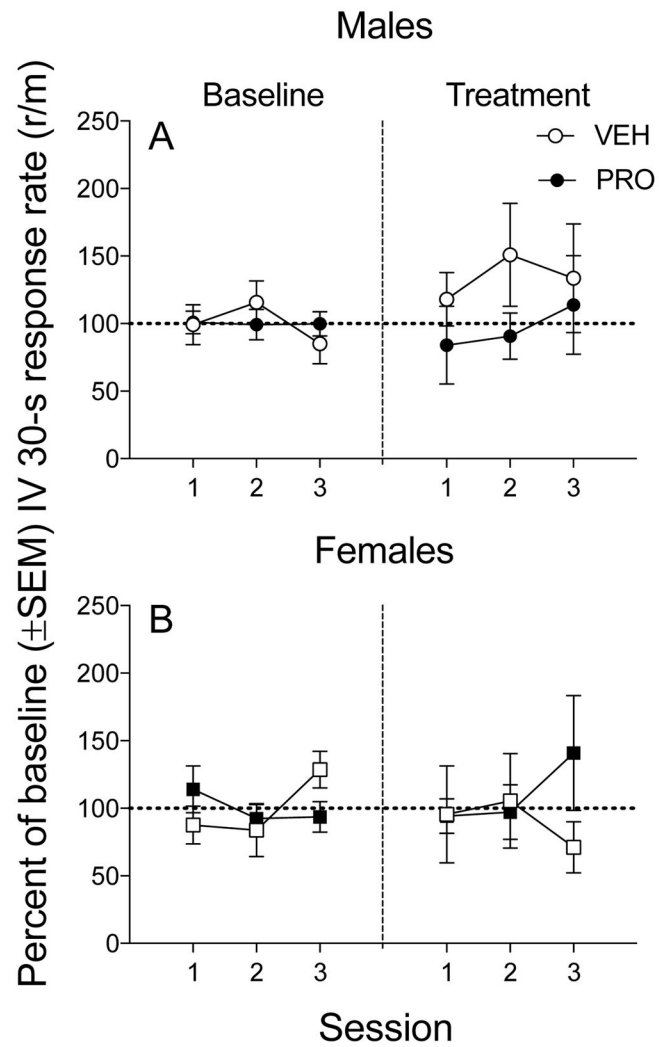 Males
Baseline
Treatment
A
VEH
PRO
250
200
150
100
50
0
1 2 3 1 2 3
Females
B
250
200
150
100
50
0
1 2 3 1 2 3
Session
Percent of baseline (±SEM) IV 30-s response rate (r/m)